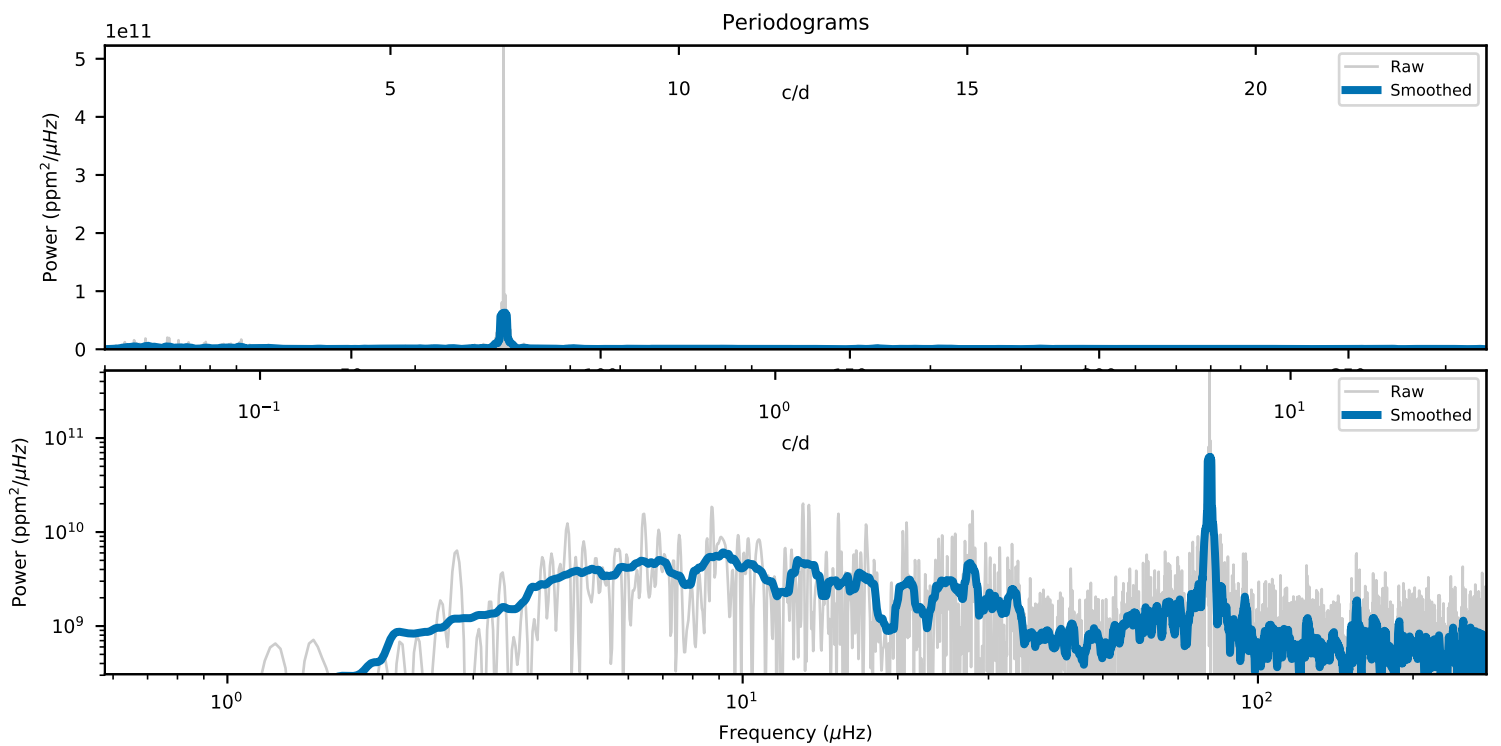 Periodograms
1e11
Raw
Smoothed
5 10 15 20
c/d
5
4
3
2
1
0
Power (ppm²/μHz)
Raw
Smoothed
10⁻¹ 10⁰ 10¹
c/d
10¹¹
10¹⁰
10⁹
Power (ppm²/μHz)
10⁰ 10¹ 10²
Frequency (μHz)